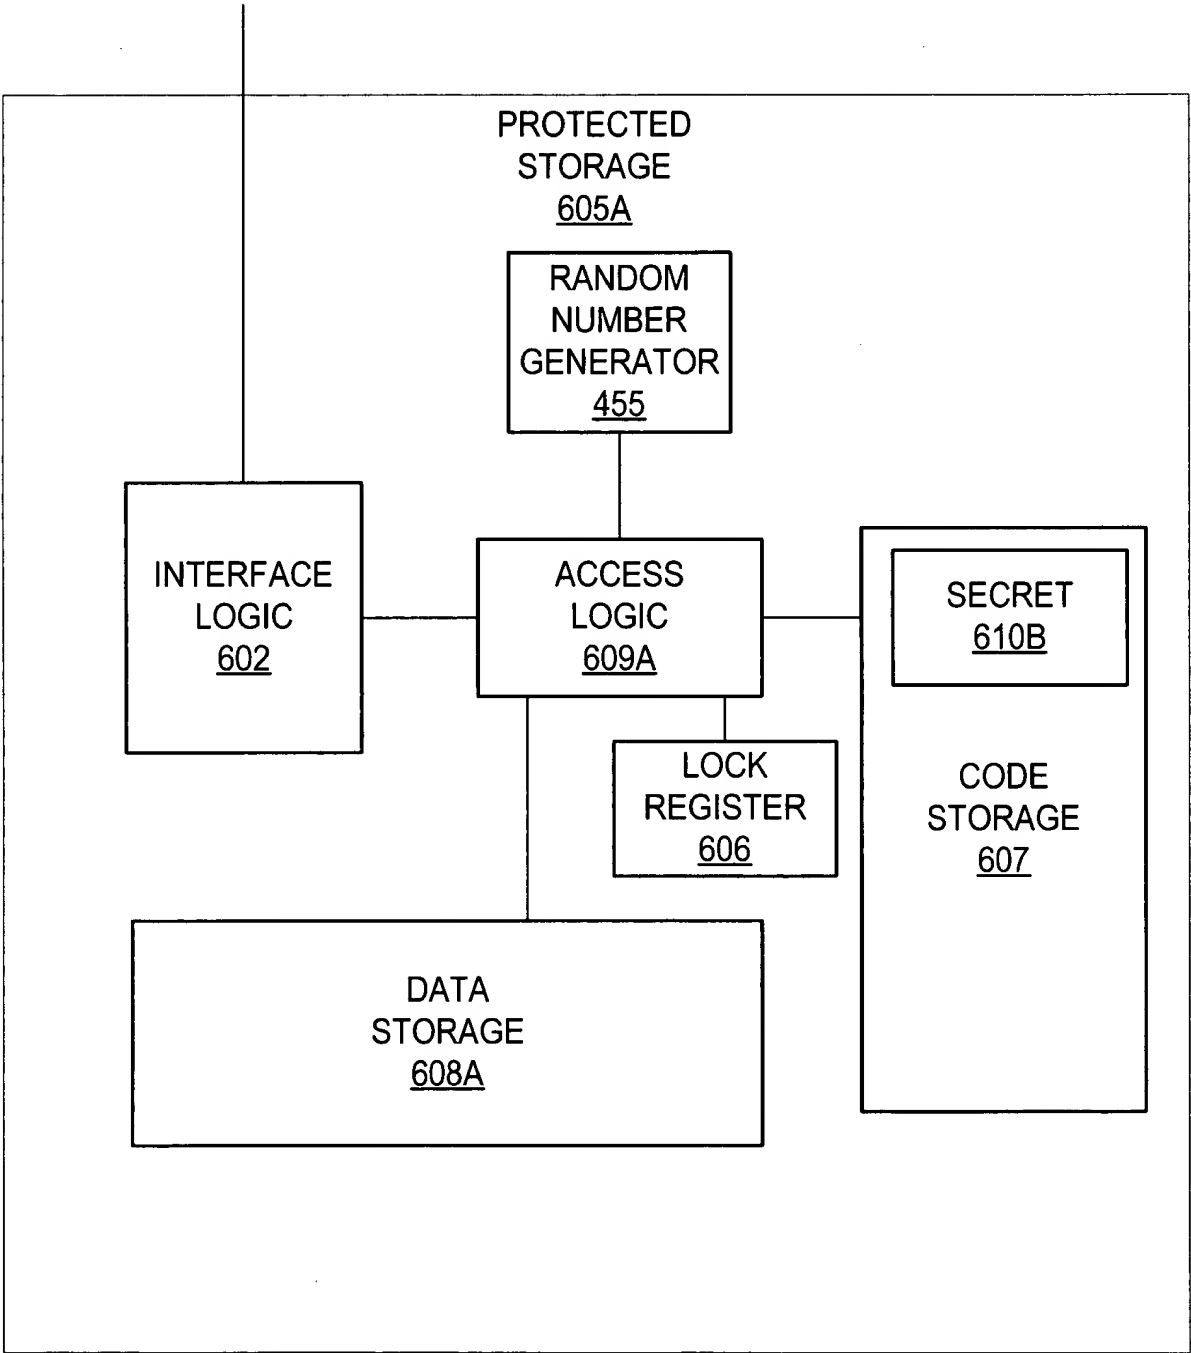 PROTECTED
STORAGE
605A
RANDOM
NUMBER
GENERATOR
455
INTERFACE
LOGIC
602
ACCESS
LOGIC
609A
SECRET
610B
LOCK
REGISTER
606
CODE
STORAGE
607
DATA
STORAGE
608A